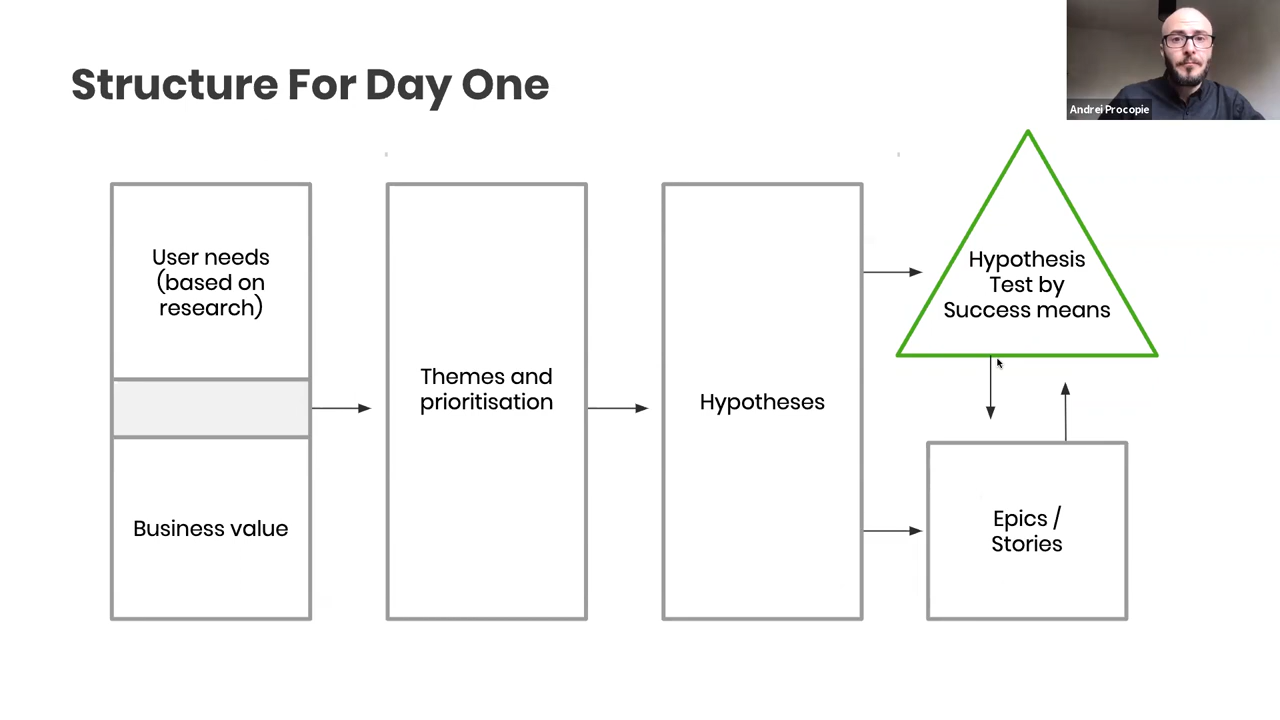 Structure For Day One
Andrei Procopie
User needs
(based on
research)
Business value
Themes and
prioritisation
Hypotheses
Hypothesis
Test by
Success means
Epics /
Stories